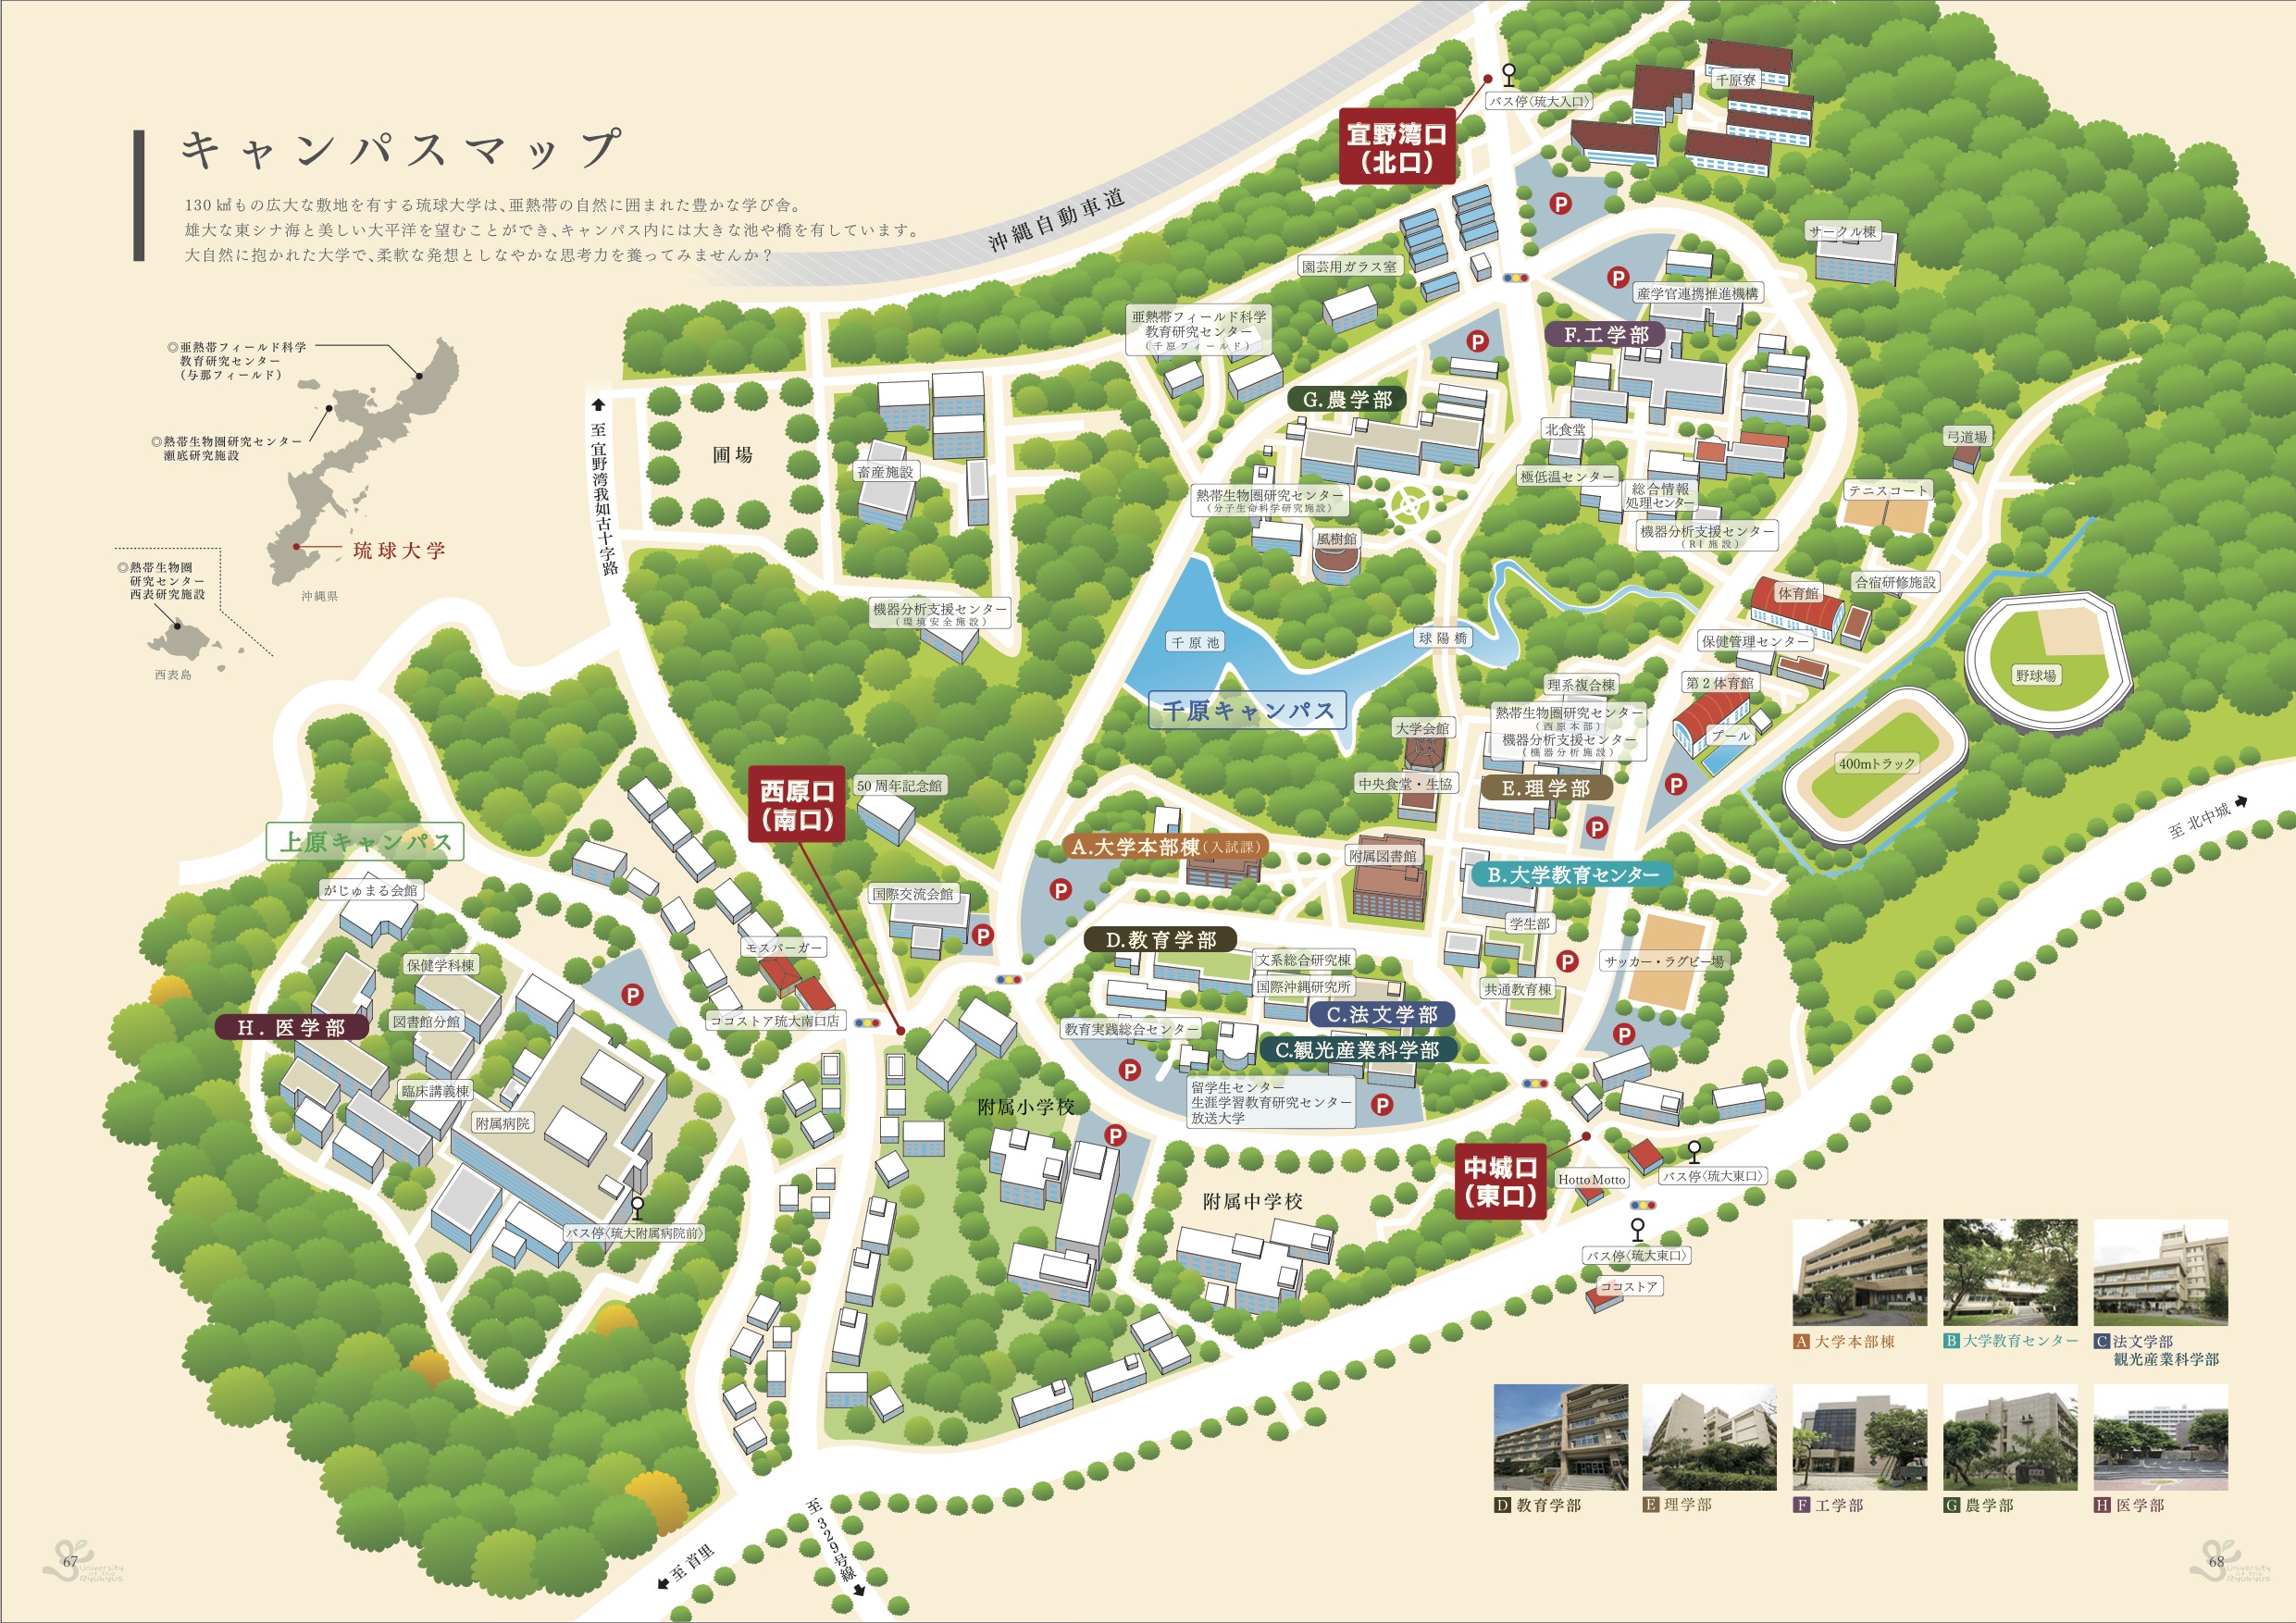 キャンパスマップ
130 ㎢もの広大な敷地を有する琉球大学は、亜熱帯の自然に囲まれた豊かな学び舎。
雄大な東シナ海と美しい大平洋を望むことができ、キャンパス内には大きな池や橋を有しています。
大自然に抱かれた大学で、柔軟な発想としなやかな思考力を養ってみませんか？
◎亜熱帯フィールド科学
教育研究センター
（与那フィールド）
◎熱帯生物圏研究センター
瀬底研究施設
琉球大学
◎熱帯生物圏
研究センター
西表研究施設
沖縄県
西表島
沖縄自動車道
宜野湾口
（北口）
バス停〈琉大入口〉
千原寮
P
サークル棟
P
産学官連携推進機構
園芸用ガラス室
亜熱帯フィールド科学
教育研究センター
（千原フィールド）
P
F.工学部
G.農学部
至 宜野湾我如古十字路
圃場
畜産施設
北食堂
極低温センター
総合情報
処理センター
機器分析支援センター
（RI施設）
弓道場
テニスコート
熱帯生物圏研究センター
（分子生命科学研究施設）
風樹館
体育館
合宿研修施設
機器分析支援センター
（環境安全施設）
千原池
球陽橋
保健管理センター
野球場
理系複合棟
第２体育館
千原キャンパス
熱帯生物圏研究センター
（西原本部）
機器分析支援センター
（機器分析施設）
大学会館
プール
400mトラック
中央食堂・生協
E.理学部
P
P
至 北中城
西原口
（南口）
50周年記念館
上原キャンパス
A.大学本部棟（入試課）
附属図書館
B.大学教育センター
がじゅまる会館
国際交流会館
P
P
学生部
モスバーガー
D.教育学部
文系総合研究棟
国際沖縄研究所
P
サッカー・ラグビー場
保健学科棟
P
共通教育棟
H. 医学部
図書館分館
ココストア琉大南口店
教育実践総合センター
C.法文学部
C.観光産業科学部
P
P
臨床講義棟
附属病院
附属小学校
留学生センター
生涯学習教育研究センター
放送大学
P
P
中城口
（東口）
バス停〈琉大東口〉
Hotto Motto
附属中学校
バス停〈琉大附属病院前〉
バス停〈琉大東口〉
ココストア
A 大学本部棟
B 大学教育センター
C 法文学部
観光産業科学部
D 教育学部
E 理学部
F 工学部
G 農学部
H 医学部
至 首里
至 329号線
67
University
of the
Ryukyus
68
University
of the
Ryukyus